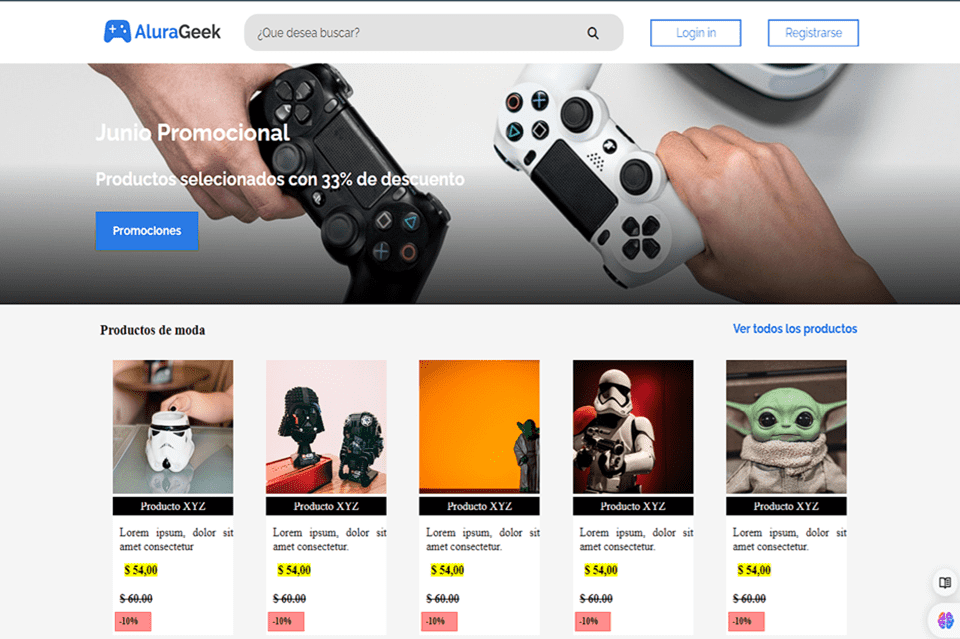 AluraGeek
¿Que desea buscar?
Login in
Registrarse
Junio Promocional
Productos selecionados con 33% de descuento
Promociones
Productos de moda
Ver todos los productos
Producto XYZ
Lorem ipsum, dolor sit
amet consectetur
$ 54,00
$ 60.00
-10%
Producto XYZ
Lorem ipsum, dolor sit
amet consectetur.
$ 54,00
$ 60.00
-10%
Producto XYZ
Lorem ipsum, dolor sit
amet consectetur.
$ 54,00
$ 60.00
-10%
Producto XYZ
Lorem ipsum, dolor sit
amet consectetur.
$ 54,00
$ 60.00
-10%
Producto XYZ
Lorem ipsum, dolor sit
amet consectetur.
$ 54,00
$ 60.00
-10%